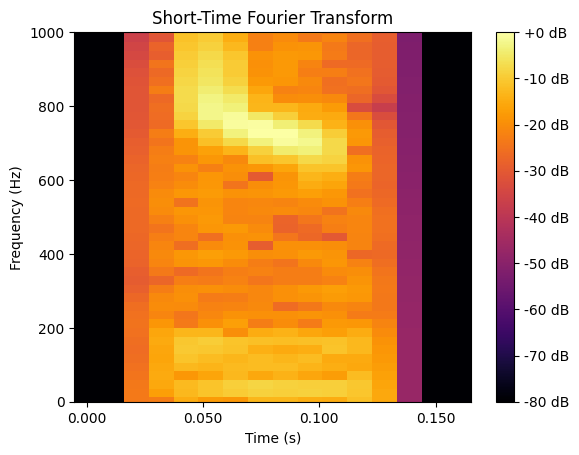 Short-Time Fourier Transform
1000
800
600
400
200
0
Frequency (Hz)
0.000
0.050
0.100
0.150
Time (s)
+0 dB
-10 dB
-20 dB
-30 dB
-40 dB
-50 dB
-60 dB
-70 dB
-80 dB